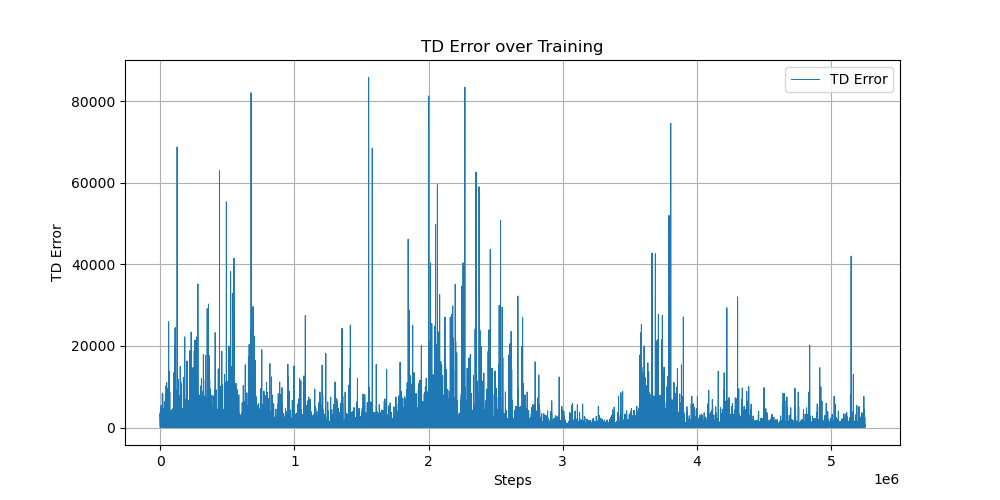 TD Error over Training
TD Error
80000
60000
40000
20000
0
TD Error
0 1 2 3 4 5
1e6
Steps